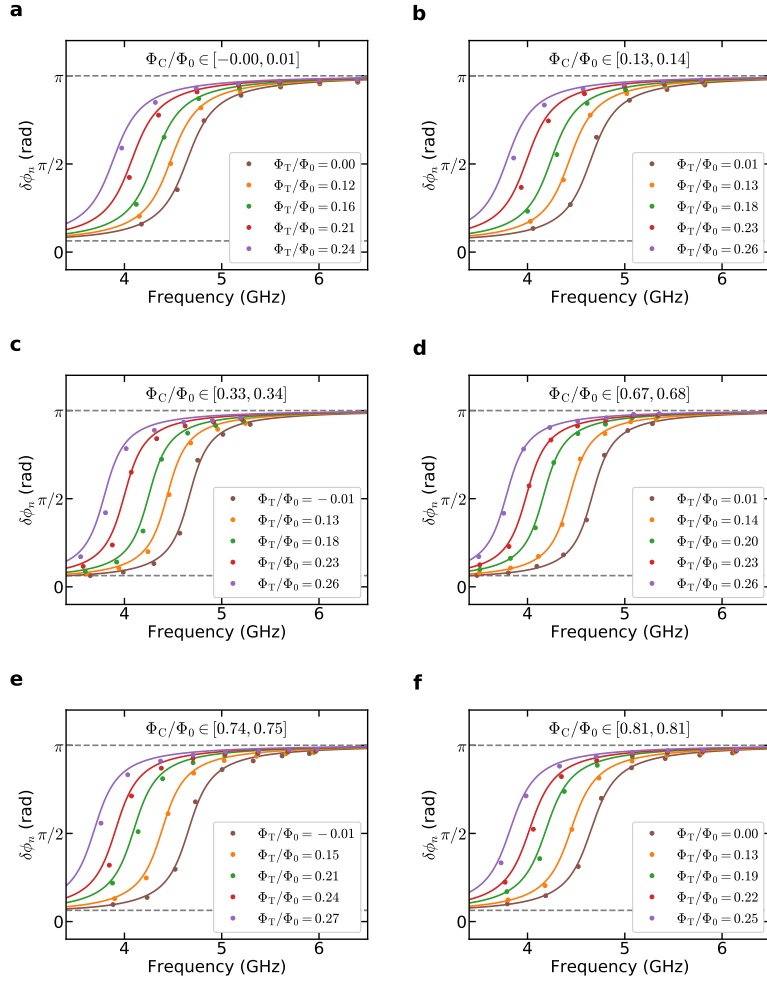 a
Φ_C/Φ_0 ∈ [−0.00, 0.01]
π
π/2
0
δϕ_n (rad)
Φ_T/Φ_0 = 0.00
Φ_T/Φ_0 = 0.12
Φ_T/Φ_0 = 0.16
Φ_T/Φ_0 = 0.21
Φ_T/Φ_0 = 0.24
4 5 6
Frequency (GHz)
b
Φ_C/Φ_0 ∈ [0.13, 0.14]
π
π/2
0
δϕ_n (rad)
Φ_T/Φ_0 = 0.01
Φ_T/Φ_0 = 0.13
Φ_T/Φ_0 = 0.18
Φ_T/Φ_0 = 0.23
Φ_T/Φ_0 = 0.26
4 5 6
Frequency (GHz)
c
Φ_C/Φ_0 ∈ [0.33, 0.34]
π
π/2
0
δϕ_n (rad)
Φ_T/Φ_0 = −0.01
Φ_T/Φ_0 = 0.13
Φ_T/Φ_0 = 0.18
Φ_T/Φ_0 = 0.23
Φ_T/Φ_0 = 0.26
4 5 6
Frequency (GHz)
d
Φ_C/Φ_0 ∈ [0.67, 0.68]
π
π/2
0
δϕ_n (rad)
Φ_T/Φ_0 = 0.01
Φ_T/Φ_0 = 0.14
Φ_T/Φ_0 = 0.20
Φ_T/Φ_0 = 0.23
Φ_T/Φ_0 = 0.26
4 5 6
Frequency (GHz)
e
Φ_C/Φ_0 ∈ [0.74, 0.75]
π
π/2
0
δϕ_n (rad)
Φ_T/Φ_0 = −0.01
Φ_T/Φ_0 = 0.15
Φ_T/Φ_0 = 0.21
Φ_T/Φ_0 = 0.24
Φ_T/Φ_0 = 0.27
4 5 6
Frequency (GHz)
f
Φ_C/Φ_0 ∈ [0.81, 0.81]
π
π/2
0
δϕ_n (rad)
Φ_T/Φ_0 = 0.00
Φ_T/Φ_0 = 0.13
Φ_T/Φ_0 = 0.19
Φ_T/Φ_0 = 0.22
Φ_T/Φ_0 = 0.25
4 5 6
Frequency (GHz)